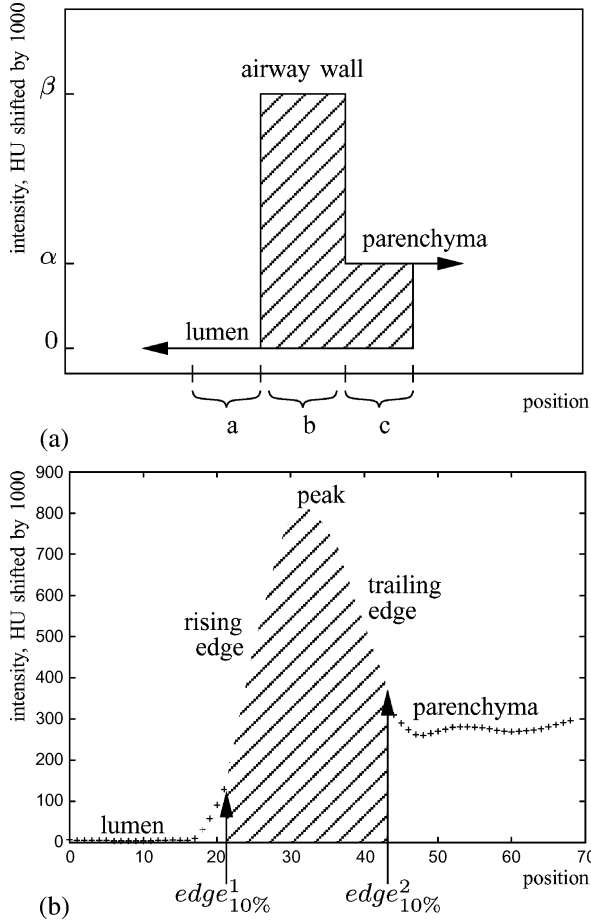 intensity, HU shifted by 1000
airway wall
β
parenchyma
α
lumen
0
a b c
position
(a)
intensity, HU shifted by 1000
900
peak
800
700
trailing
600
edge
rising
500
edge
400
parenchyma
300
200
100
lumen
0
0 10 20 30 40 50 60 70
position
edge¹10% edge²10%
(b)